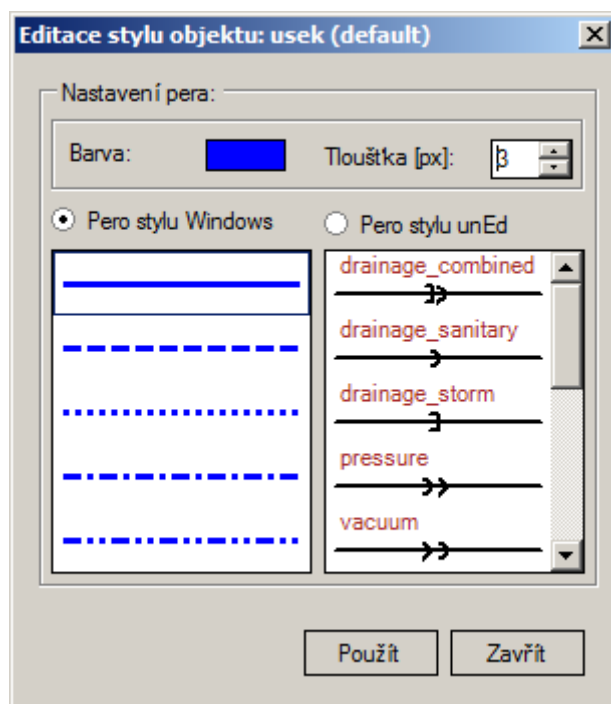 Editace stylu objektu: usek (default)
Nastavení pera:
Barva:
Tloušťka [px]:
3
Pero stylu Windows
Pero stylu unEd
drainage_combined
drainage_sanitary
drainage_storm
pressure
vacuum
Použít
Zavřít